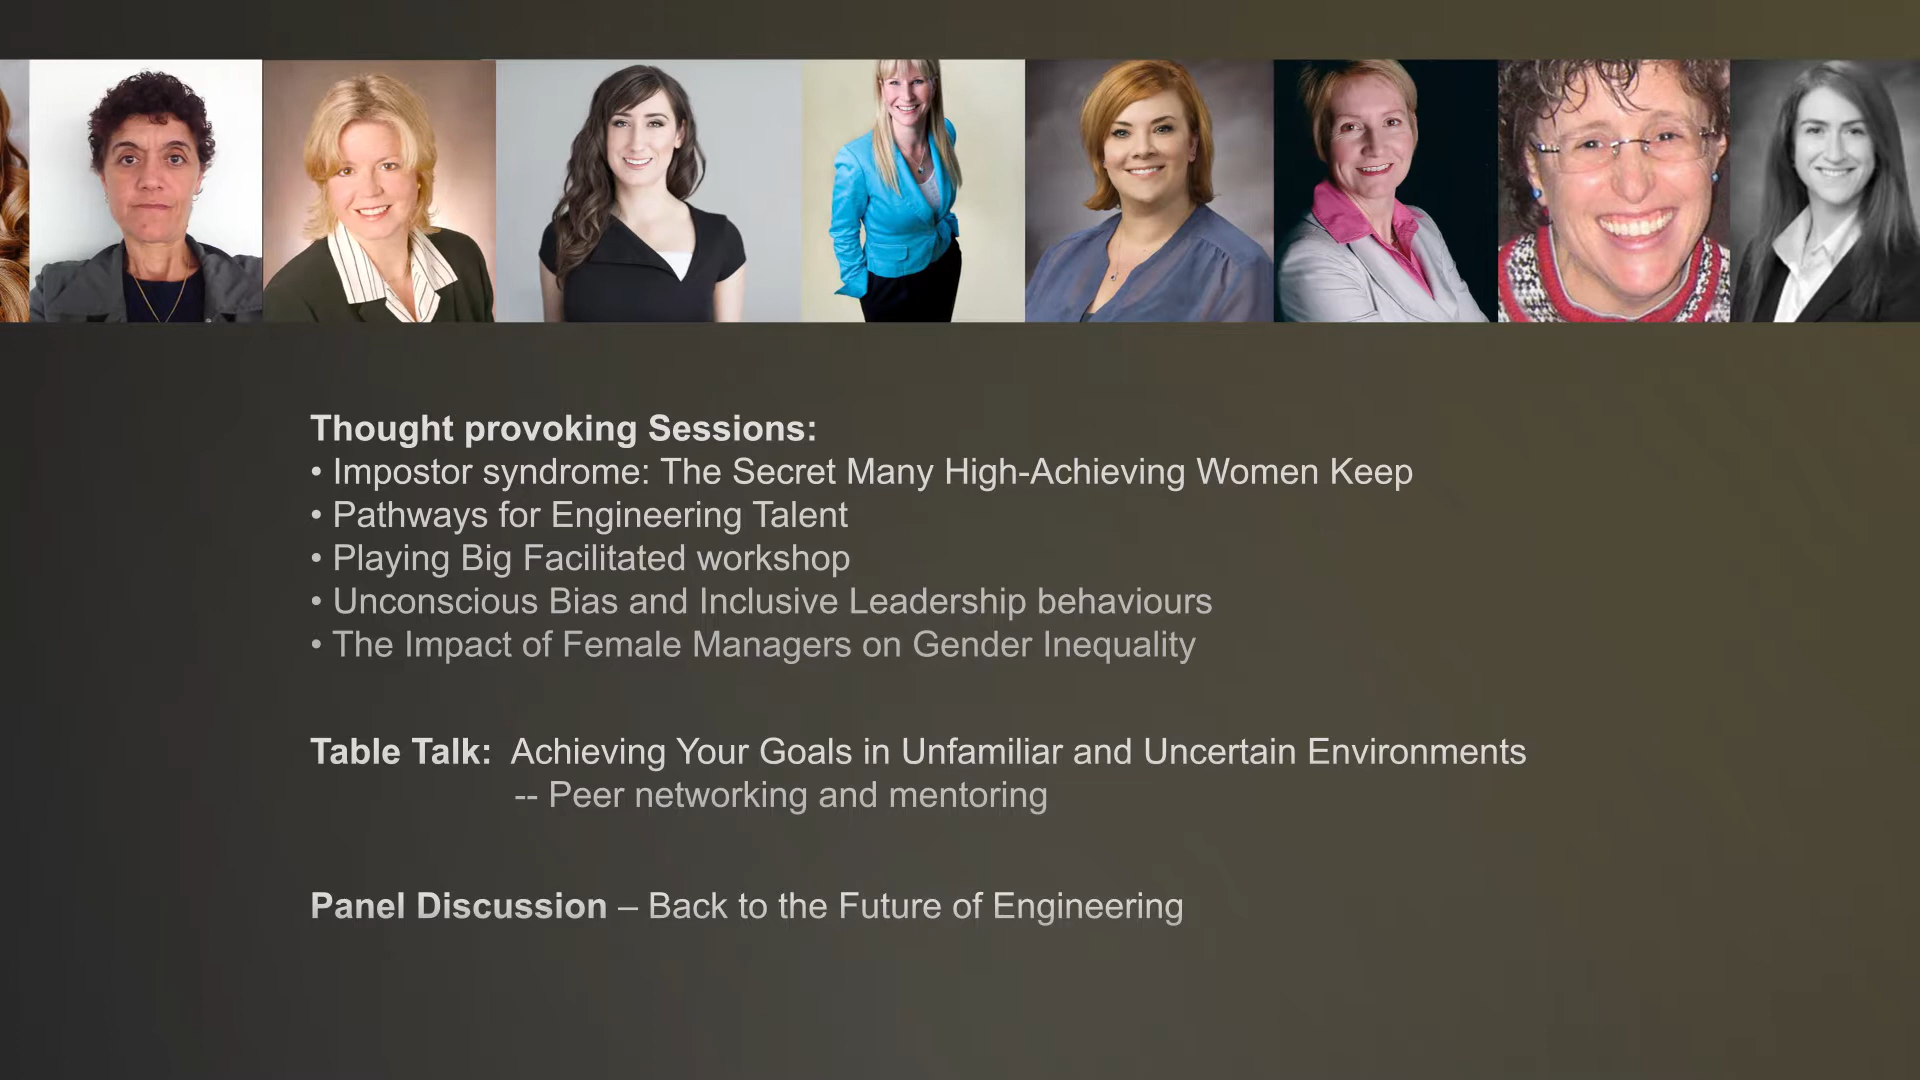 Thought provoking Sessions:
• Impostor syndrome: The Secret Many High-Achieving Women Keep
• Pathways for Engineering Talent
• Playing Big Facilitated workshop
• Unconscious Bias and Inclusive Leadership behaviours
• The Impact of Female Managers on Gender Inequality
Table Talk: Achieving Your Goals in Unfamiliar and Uncertain Environments
-- Peer networking and mentoring
Panel Discussion – Back to the Future of Engineering